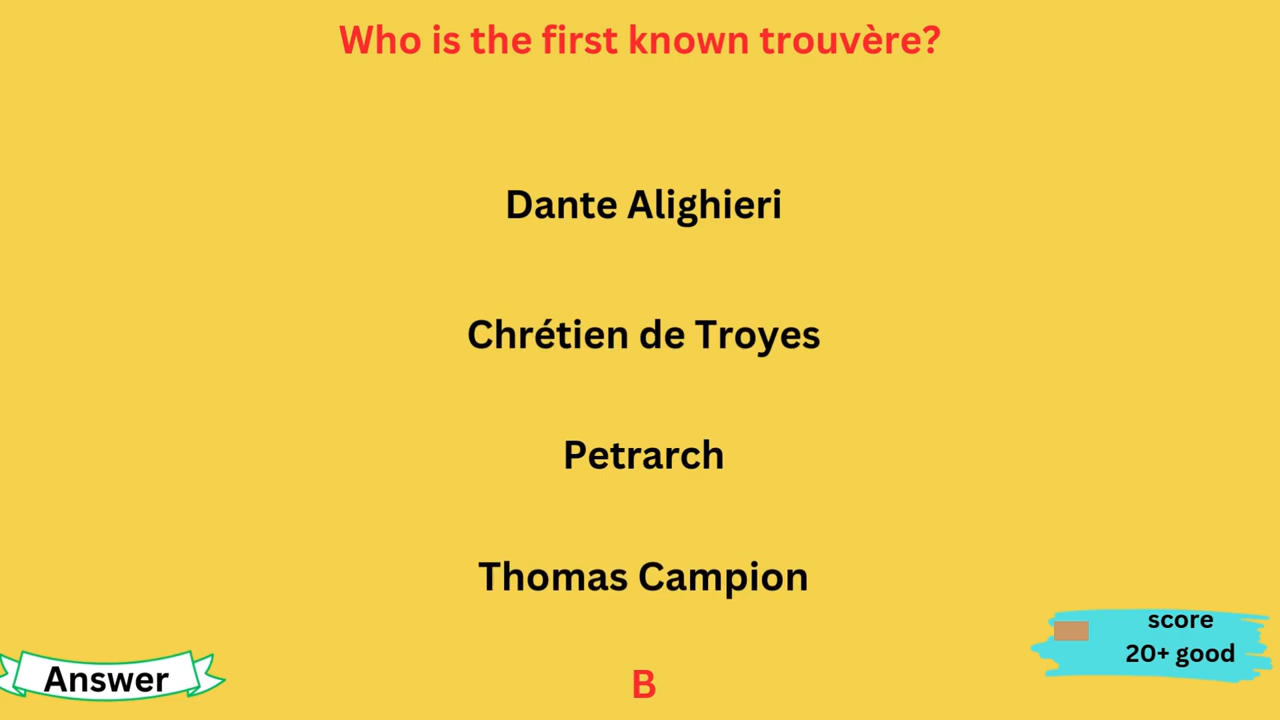 Who is the first known trouvère?
Dante Alighieri
Chrétien de Troyes
Petrarch
Thomas Campion
score
20+ good
Answer
B